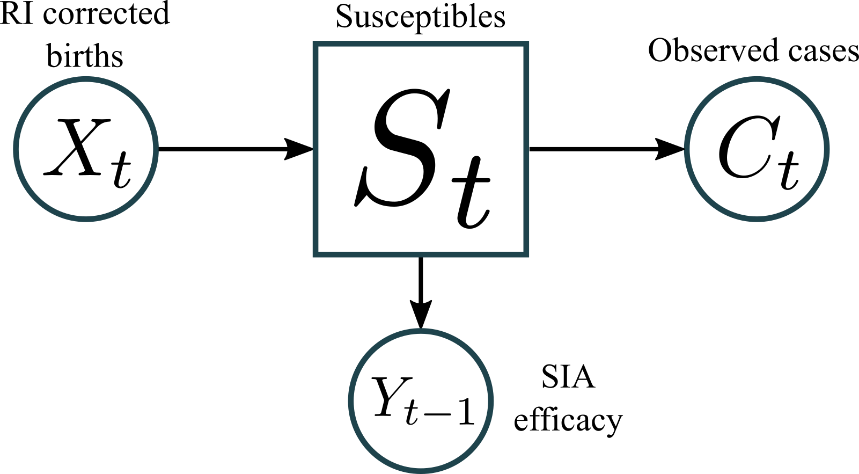 RI corrected
births
Susceptibles
Observed cases
X_t
S_t
C_t
Y_{t-1}
SIA
efficacy